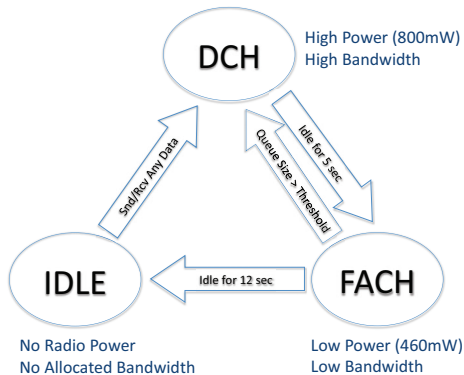 DCH
High Power (800mW)
High Bandwidth
Idle for 5 sec
Queue Size > Threshold
Snd/Rcv Any Data
IDLE
Idle for 12 sec
FACH
No Radio Power
No Allocated Bandwidth
Low Power (460mW)
Low Bandwidth